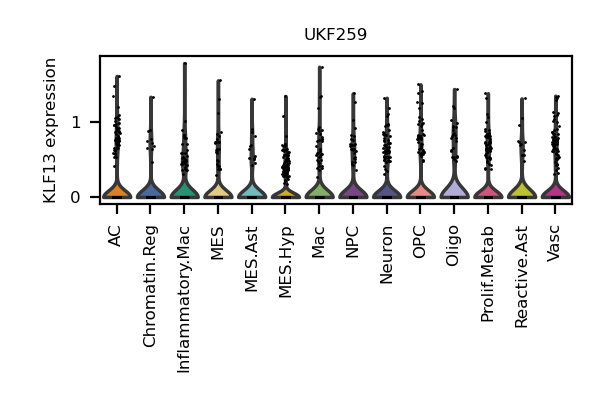 UKF259
KLF13 expression
1
0
AC
Chromatin.Reg
Inflammatory.Mac
MES
MES.Ast
MES.Hyp
Mac
NPC
Neuron
OPC
Oligo
Prolif.Metab
Reactive.Ast
Vasc